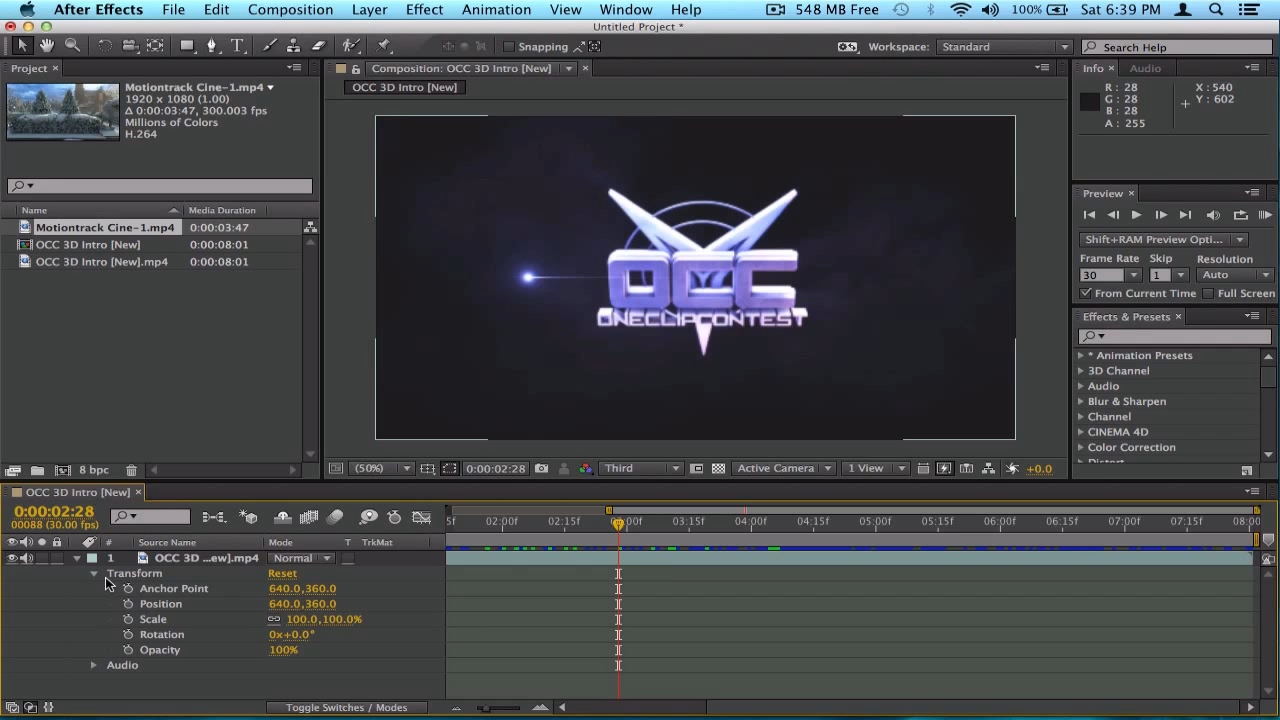 After Effects File Edit Composition Layer Effect Animation View Window Help 548 MB Free 100% Sat 6:39 PM
Untitled Project *
Snapping Workspace: Standard Search Help
Project × Composition: OCC 3D Intro [New] × Info × Audio
Motiontrack Cine-1.mp4
1920 x 1080 (1.00)
Δ 0:00:03:47, 300.003 fps
Millions of Colors
H.264
OCC 3D Intro [New]
R : 28 X : 540
G : 28 Y : 602
B : 28
A : 255
Name Media Duration
Motiontrack Cine-1.mp4 0:00:03:47
OCC 3D Intro [New] 0:00:08:01
OCC 3D Intro [New].mp4 0:00:08:01
OCC
ONECLIPCONTEST
Preview ×
Shift+RAM Preview Opti...
Frame Rate Skip Resolution
30 1 Auto
From Current Time Full Screen
Effects & Presets ×
* Animation Presets
3D Channel
Audio
Blur & Sharpen
Channel
CINEMA 4D
Color Correction
Distort
8 bpc (50%) 0:00:02:28 Third Active Camera 1 View +0.0
OCC 3D Intro [New] ×
0:00:02:28
00088 (30.00 fps)
5f 02:00f 02:15f 03:15f 04:00f 04:15f 05:00f 05:15f 06:00f 06:15f 07:00f 07:15f 08:00f
# Source Name Mode T TrkMat
1 OCC 3D ...ew].mp4 Normal
Transform Reset
Anchor Point 640.0,360.0
Position 640.0,360.0
Scale 100.0,100.0%
Rotation 0x+0.0°
Opacity 100%
Audio
Toggle Switches / Modes